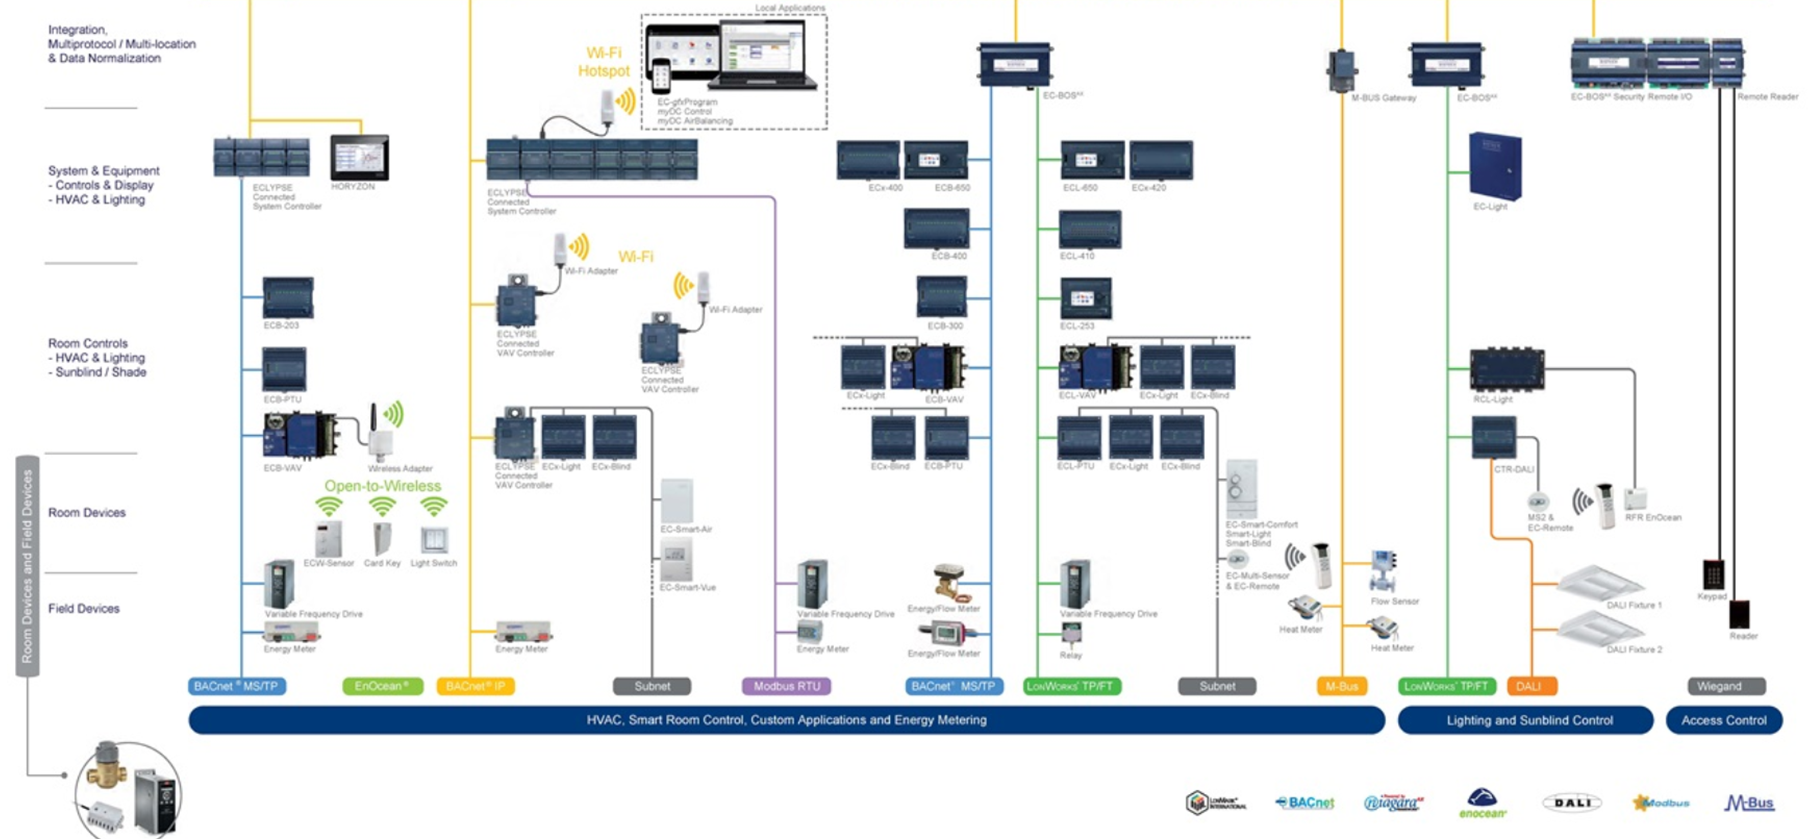 Integration,
Multiprotocol / Multi-location
& Data Normalization
System & Equipment
- Controls & Display
- HVAC & Lighting
Room Controls
- HVAC & Lighting
- Sunblind / Shade
Room Devices
Field Devices
Room Devices and Field Devices
ECLYPSE
Connected
System Controller
HORYZON
ECB-203
ECB-PTU
ECB-VAV
Wireless Adapter
Open-to-Wireless
ECW-Sensor
Card Key
Light Switch
Variable Frequency Drive
Energy Meter
Local Applications
Wi-Fi
Hotspot
EC-gfxProgram
myDC Control
myDC AirBalancing
ECLYPSE
Connected
System Controller
Wi-Fi Adapter
Wi-Fi
Wi-Fi Adapter
ECLYPSE
Connected
VAV Controller
ECLYPSE
Connected
VAV Controller
ECLYPSE
Connected
VAV Controller
ECx-Light
ECx-Blind
EC-Smart-Air
EC-Smart-Vue
Energy Meter
Variable Frequency Drive
Energy Meter
EC-BOSAX
ECx-400
ECB-650
ECB-400
ECB-300
ECx-Light
ECB-VAV
ECx-Blind
ECB-PTU
Energy/Flow Meter
Energy/Flow Meter
ECL-650
ECx-420
ECL-410
ECL-253
ECL-VAV
ECx-Light
ECx-Blind
ECL-PTU
ECx-Light
ECx-Blind
EC-Smart-Comfort
Smart-Light
Smart-Blind
EC-Multi-Sensor
& EC-Remote
Variable Frequency Drive
Relay
M-BUS Gateway
Flow Sensor
Heat Meter
Heat Meter
EC-BOSAX
EC-Light
RCL-Light
CTR-DALI
MS2 &
EC-Remote
RFR EnOcean
DALI Fixture 1
DALI Fixture 2
EC-BOSAX Security Remote I/O
Remote Reader
Keypad
Reader
BACnet® MS/TP
EnOcean®
BACnet® IP
Subnet
Modbus RTU
BACnet® MS/TP
LONWORKS® TP/FT
Subnet
M-Bus
LONWORKS® TP/FT
DALI
Wiegand
HVAC, Smart Room Control, Custom Applications and Energy Metering
Lighting and Sunblind Control
Access Control
LONMARK®
INTERNATIONAL
BACnet
niagaraAX
enocean®
DALI
Modbus
M-Bus